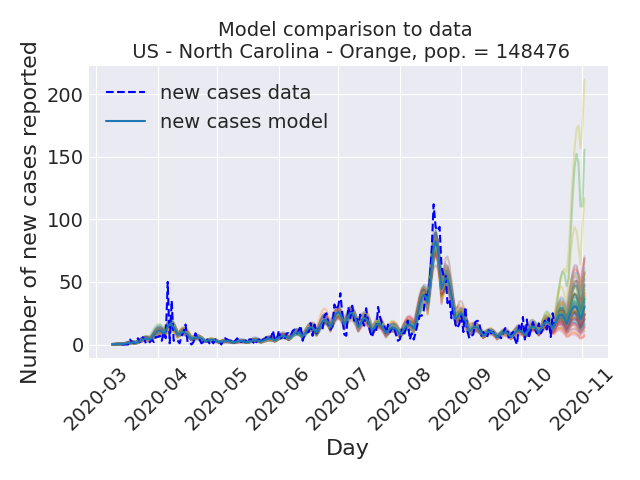 Model comparison to data
US - North Carolina - Orange, pop. = 148476
Number of new cases reported
200
150
100
50
0
new cases data
new cases model
2020-03
2020-04
2020-05
2020-06
2020-07
2020-08
2020-09
2020-10
2020-11
Day